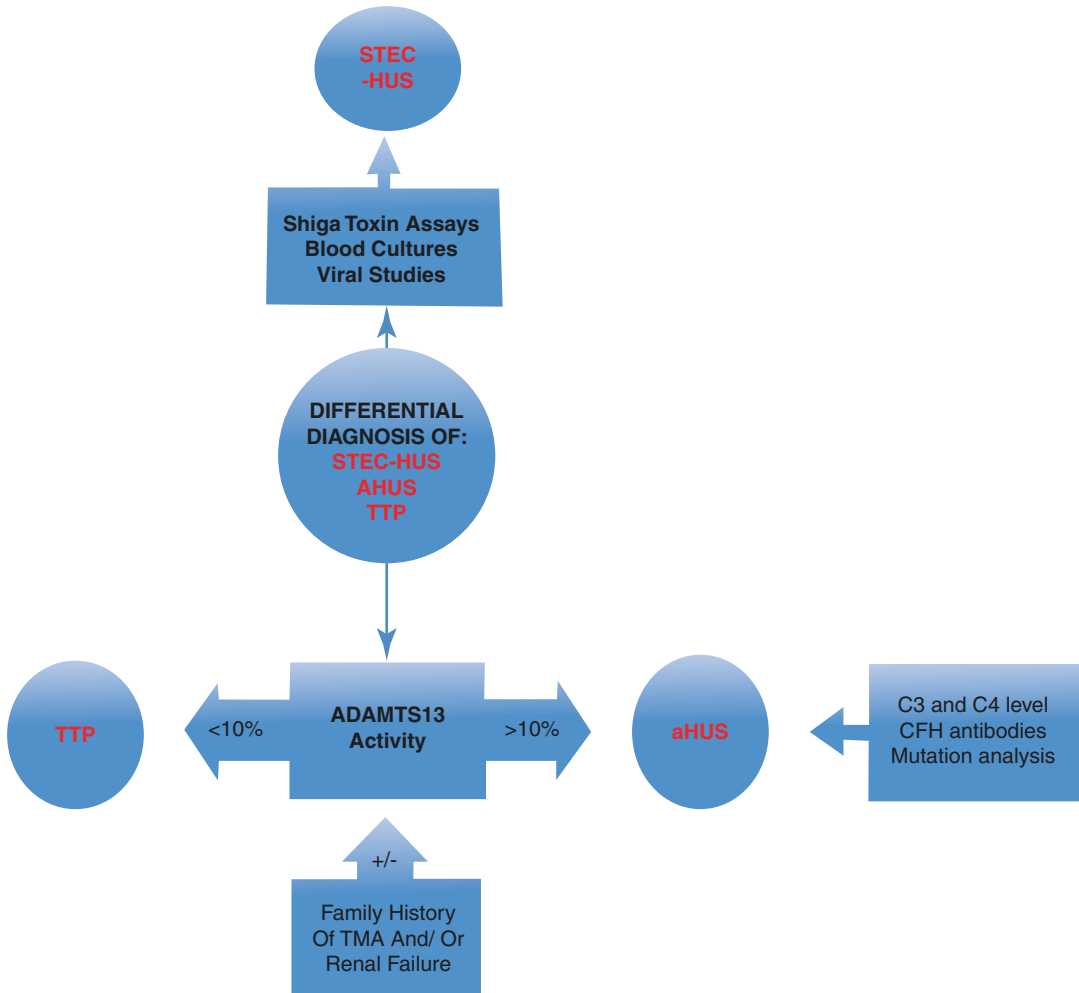 STEC
-HUS
Shiga Toxin Assays
Blood Cultures
Viral Studies
DIFFERENTIAL
DIAGNOSIS OF:
STEC-HUS
AHUS
TTP
TTP
<10%
ADAMTS13
Activity
>10%
aHUS
C3 and C4 level
CFH antibodies
Mutation analysis
+/-
Family History
Of TMA And/ Or
Renal Failure